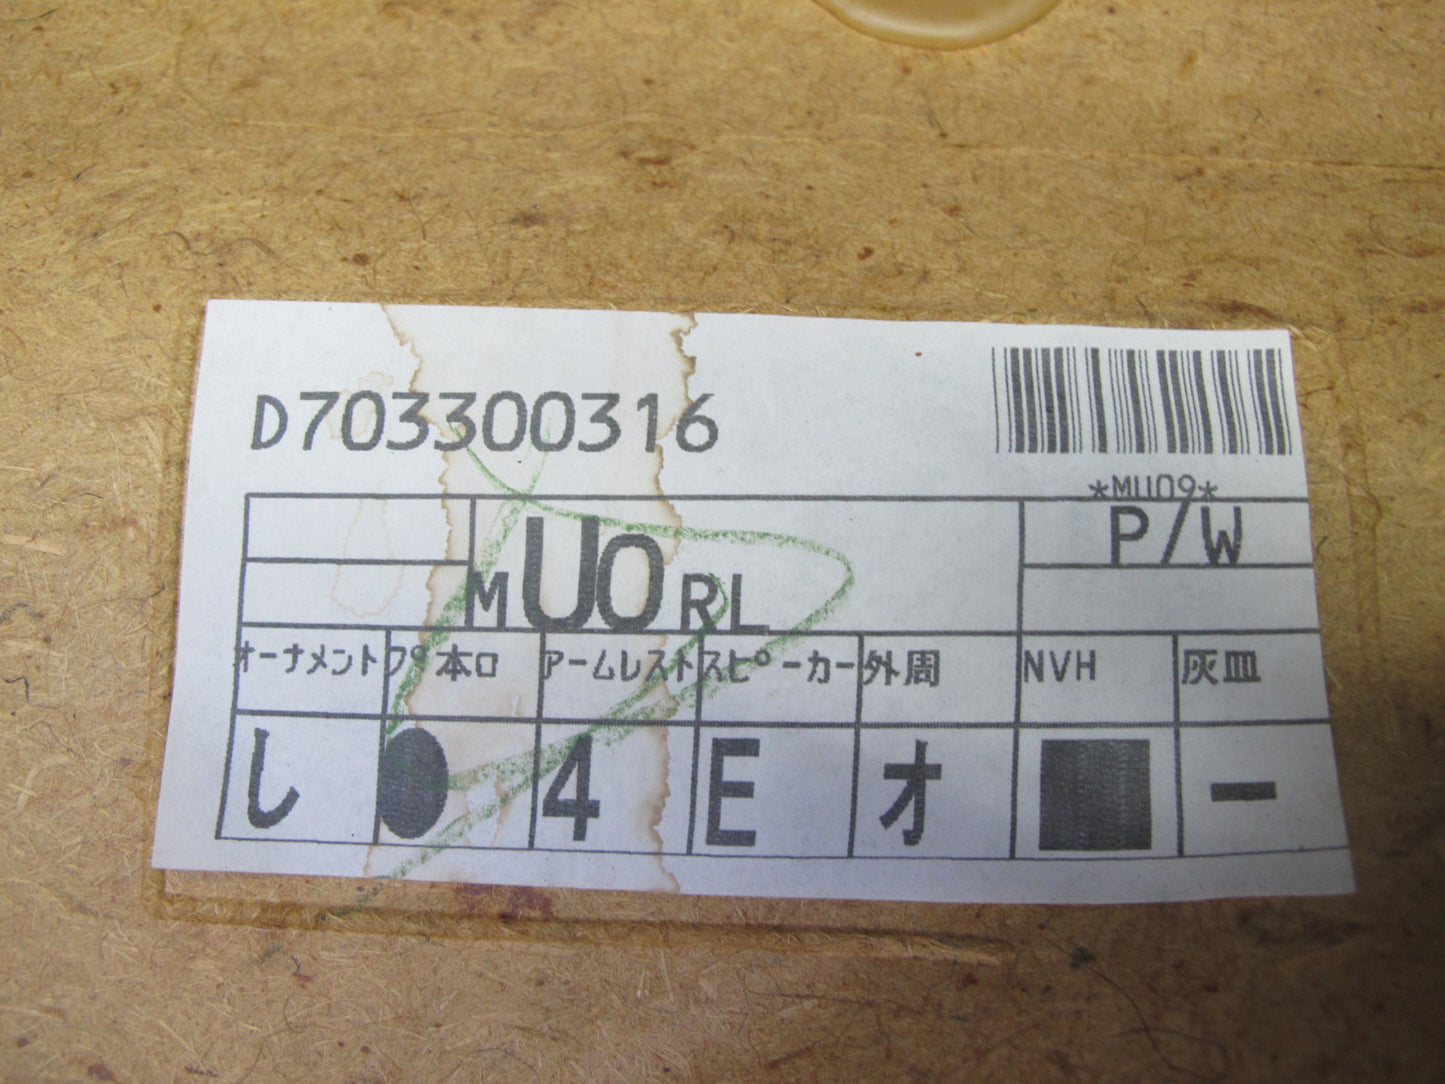 D703300316
*MU09*
P/W
MUORL
オーナメント プ本ロ アームレスト スピーカー 外周 NVH 灰皿
し ● 4 E オ ■ ー